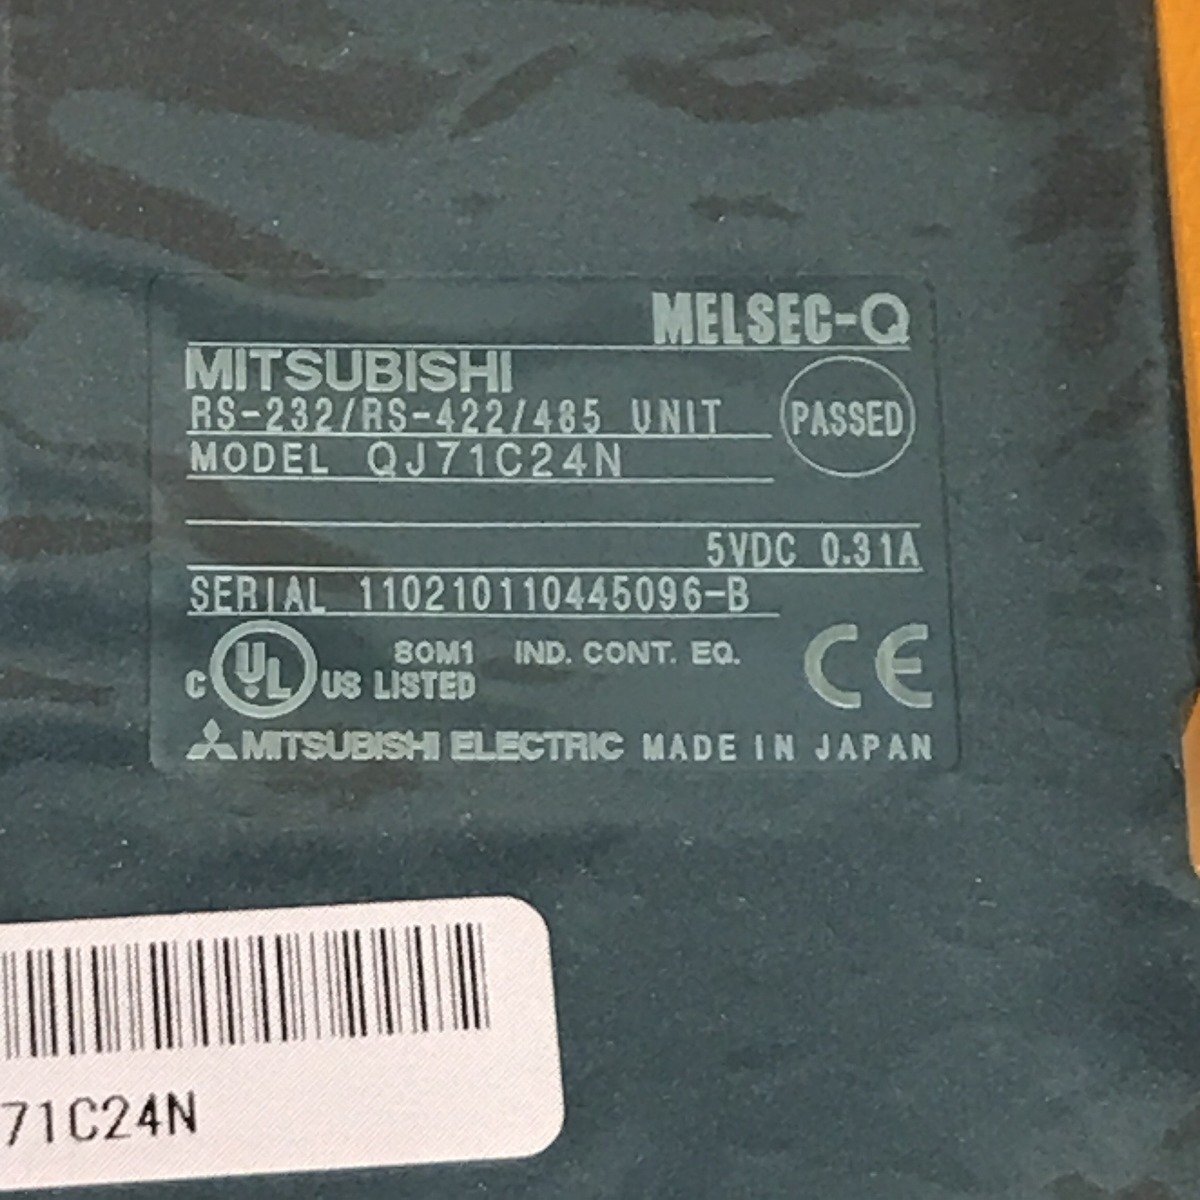 MELSEC-Q
MITSUBISHI
RS-232/RS-422/485 UNIT
PASSED
MODEL QJ71C24N
5VDC 0.31A
SERIAL 110210110445096-B
C UL US LISTED
80M1 IND. CONT. EQ.
CE
MITSUBISHI ELECTRIC MADE IN JAPAN
71C24N